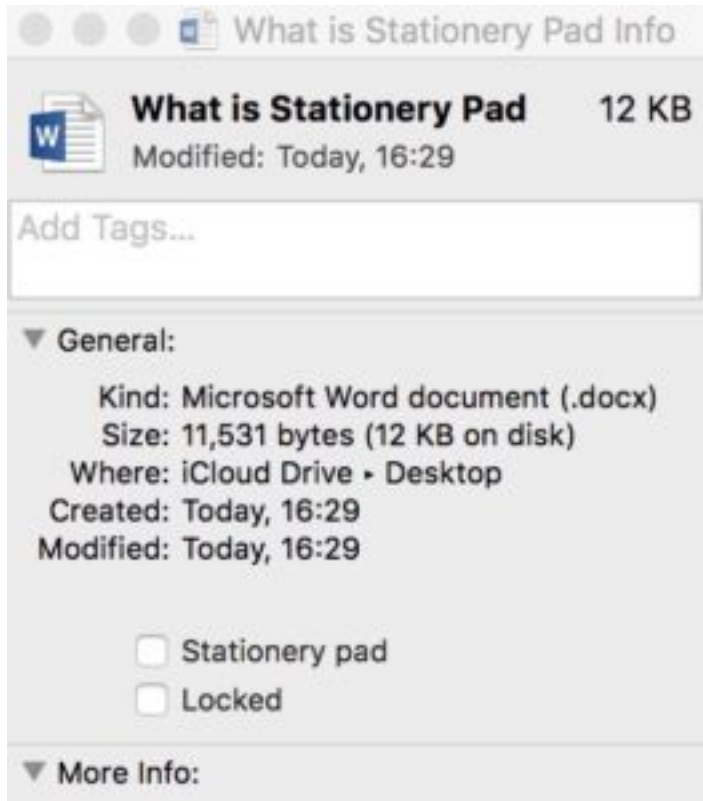 What is Stationery Pad Info
What is Stationery Pad 12 KB
W
Modified: Today, 16:29
Add Tags...
General:
Kind: Microsoft Word document (.docx)
Size: 11,531 bytes (12 KB on disk)
Where: iCloud Drive ▸ Desktop
Created: Today, 16:29
Modified: Today, 16:29
Stationery pad
Locked
More Info: